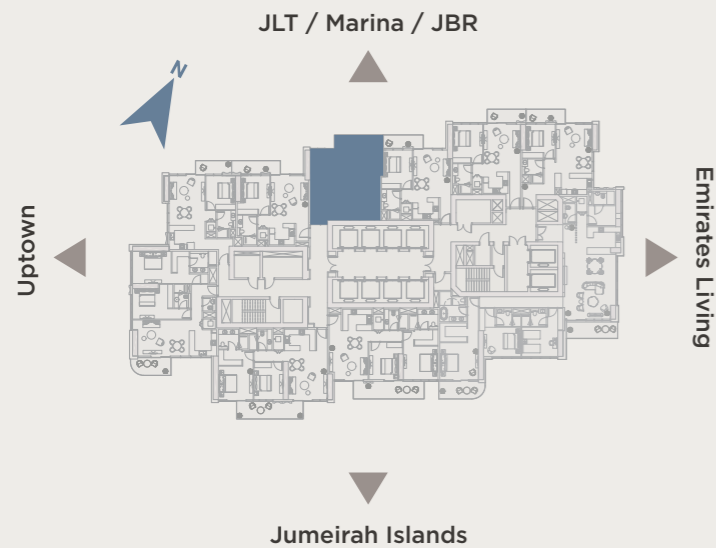 JLT / Marina / JBR
N
Uptown
Emirates Living
Jumeirah Islands